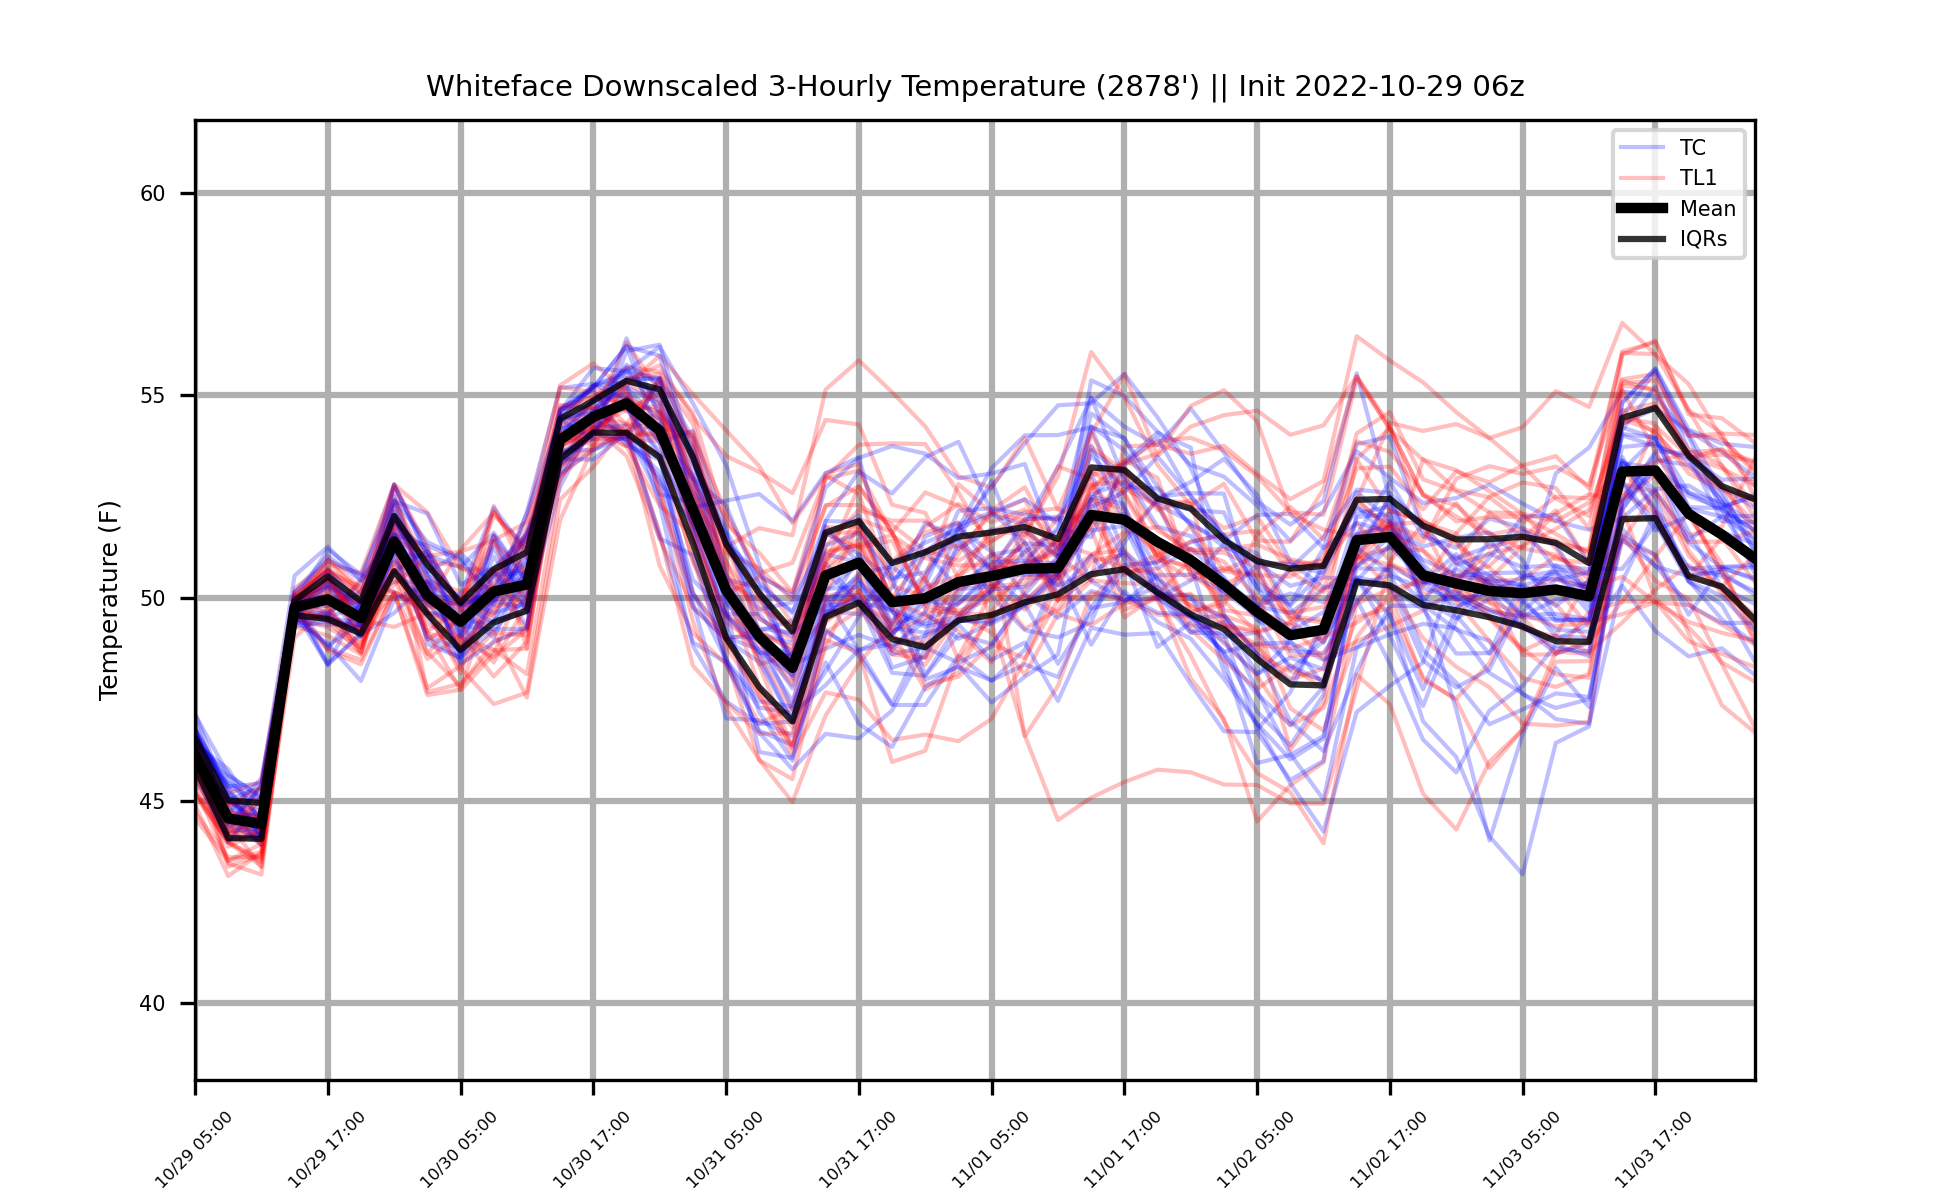 Whiteface Downscaled 3-Hourly Temperature (2878') || Init 2022-10-29 06z
TC
TL1
Mean
IQRs
Temperature (F)
60
55
50
45
40
10/29 05:00
10/29 17:00
10/30 05:00
10/30 17:00
10/31 05:00
10/31 17:00
11/01 05:00
11/01 17:00
11/02 05:00
11/02 17:00
11/03 05:00
11/03 17:00